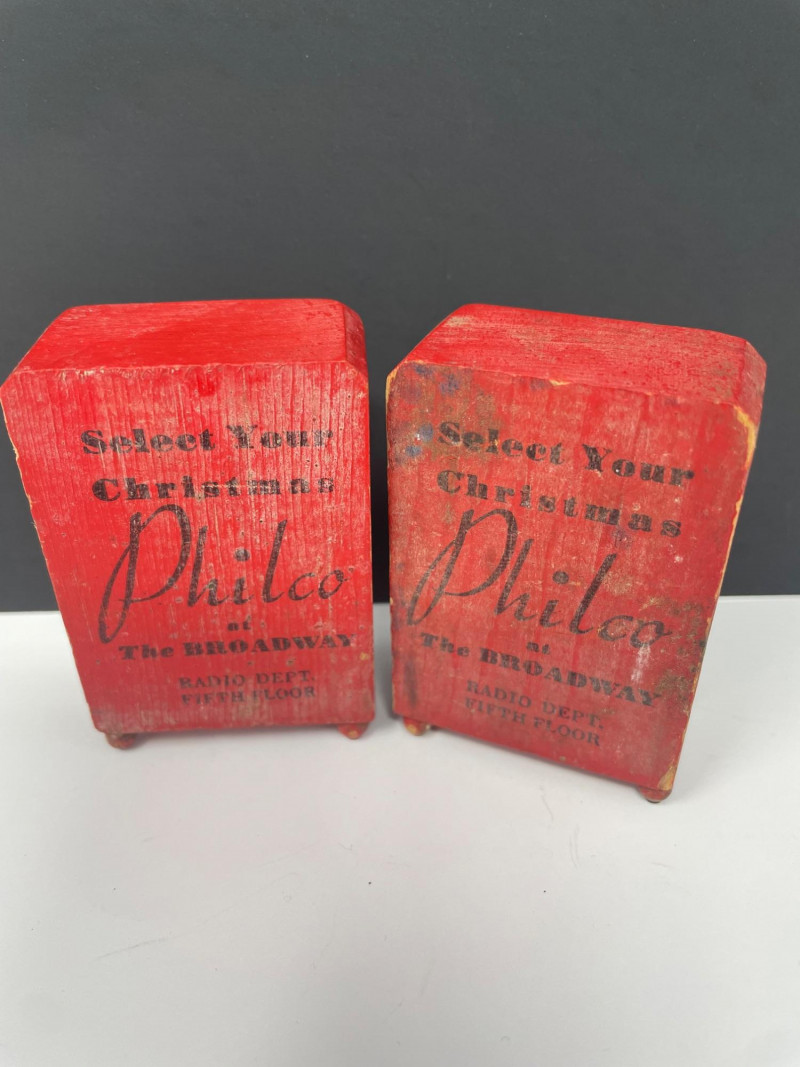 Select Your
Christmas
Philco
at
The BROADWAY
RADIO DEPT.
FIFTH FLOOR
Select Your
Christmas
Philco
at
The BROADWAY
RADIO DEPT.
FIFTH FLOOR